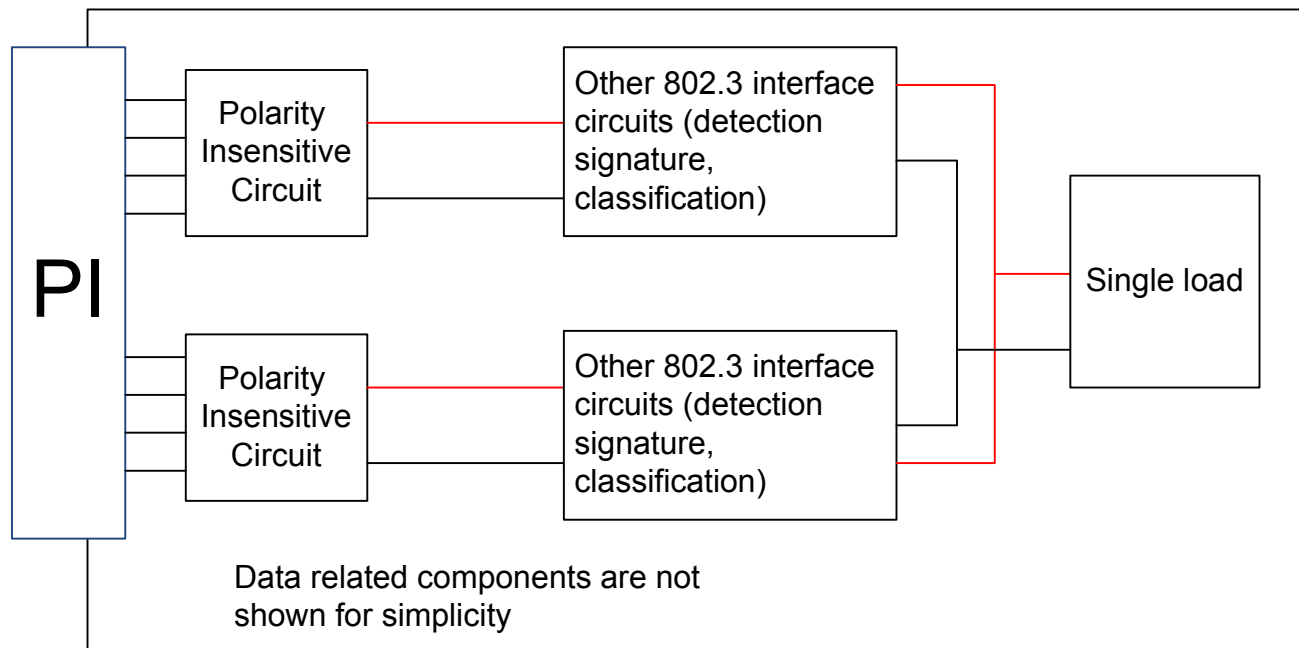 PI
Polarity
Insensitive
Circuit
Other 802.3 interface
circuits (detection
signature,
classification)
Single load
Polarity
Insensitive
Circuit
Other 802.3 interface
circuits (detection
signature,
classification)
Data related components are not
shown for simplicity